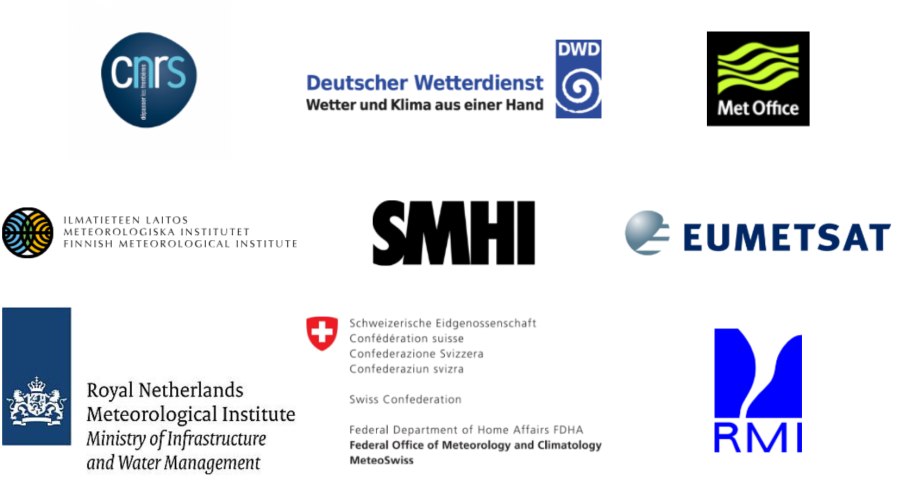 cnrs
dépasser les frontières
DWD
Deutscher Wetterdienst
Wetter und Klima aus einer Hand
Met Office
ILMATIETEEN LAITOS
METEOROLOGISKA INSTITUTET
FINNISH METEOROLOGICAL INSTITUTE
SMHI
EUMETSAT
Royal Netherlands
Meteorological Institute
Ministry of Infrastructure
and Water Management
Schweizerische Eidgenossenschaft
Confédération suisse
Confederazione Svizzera
Confederaziun svizra
Swiss Confederation
Federal Department of Home Affairs FDHA
Federal Office of Meteorology and Climatology
MeteoSwiss
RMI